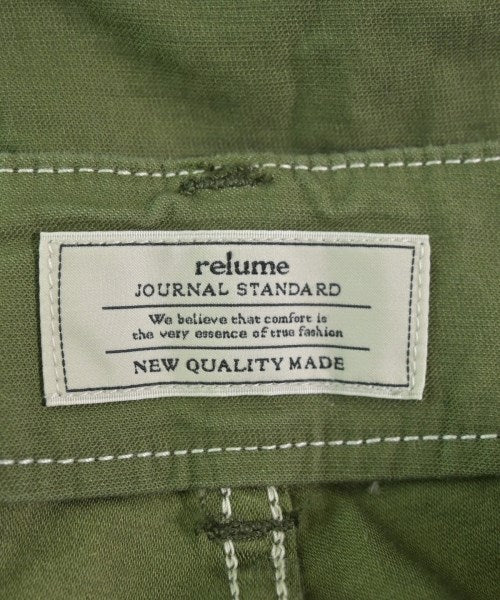 relume
JOURNAL STANDARD
We believe that comfort is
the very essence of true fashion
NEW QUALITY MADE